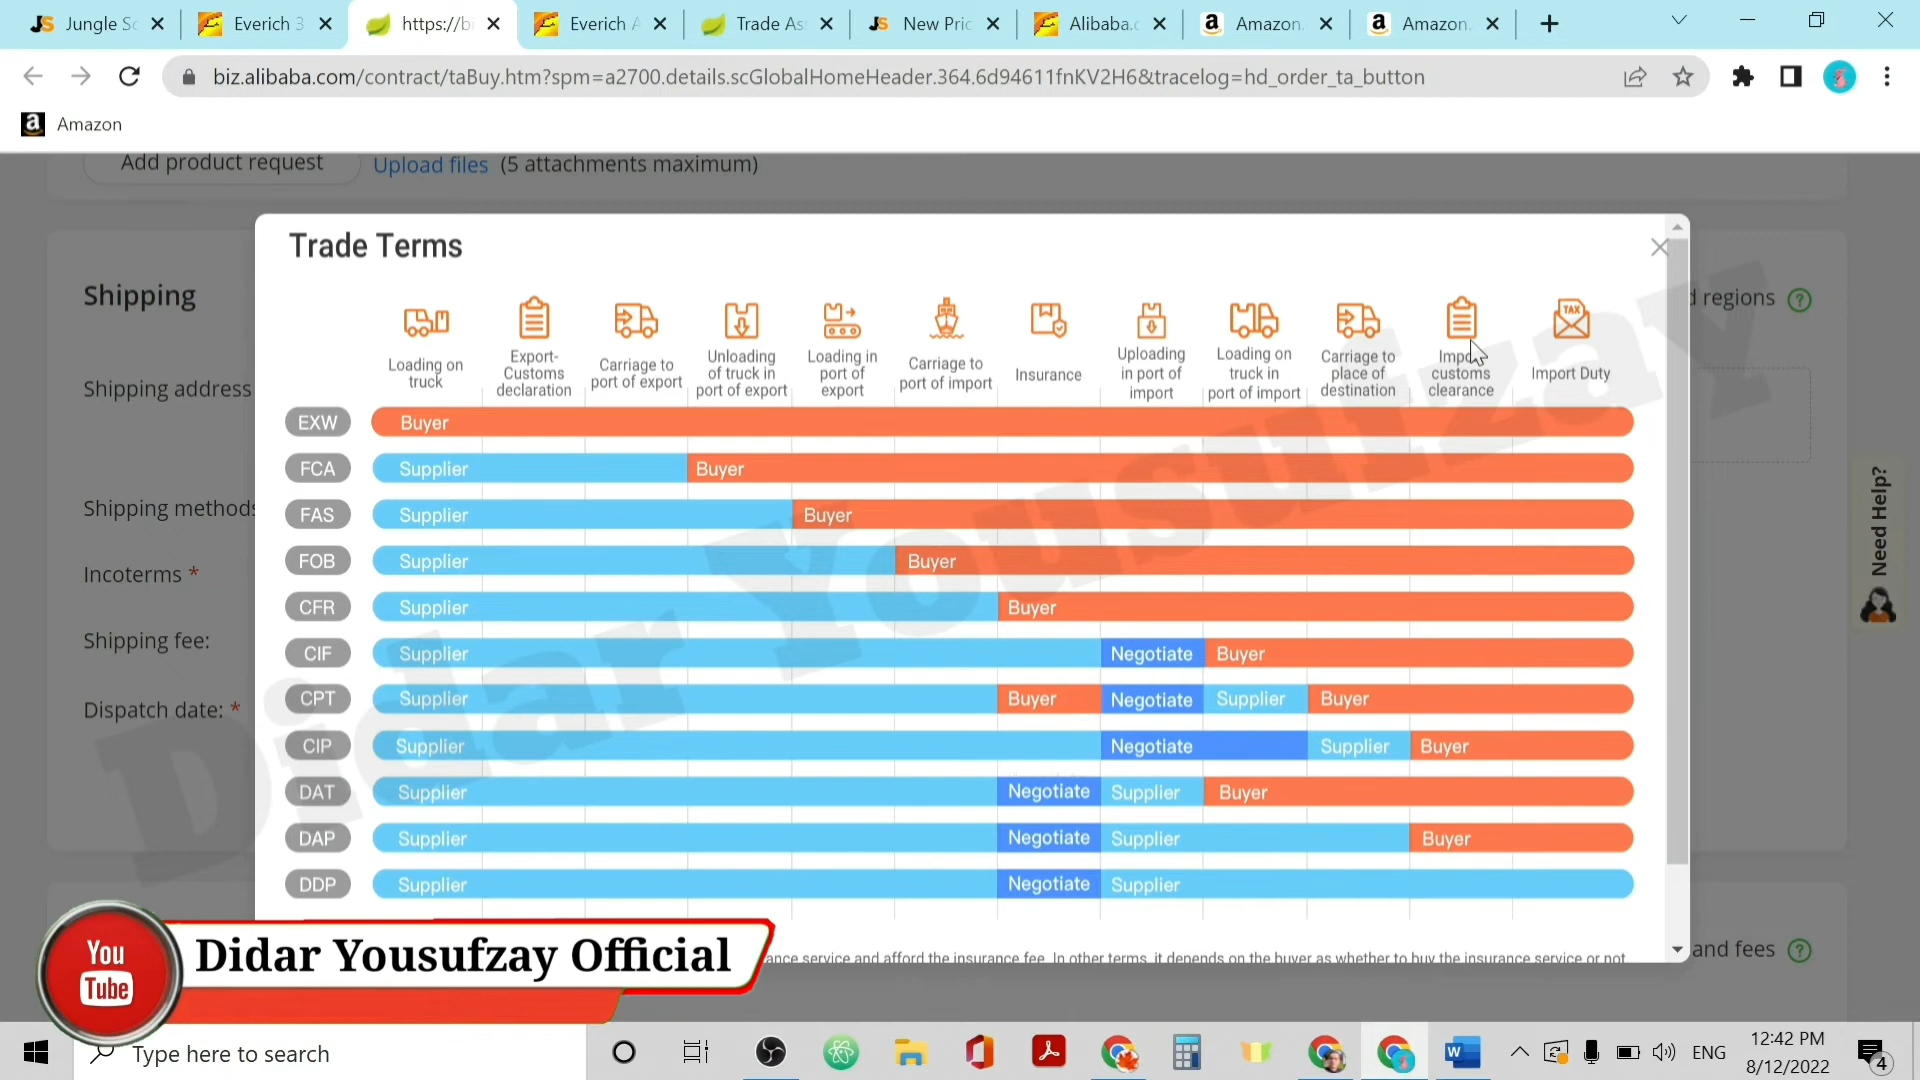 Jungle Sc
Everich 3
https://bi
Everich A
Trade Ass
New Pric
Alibaba.c
Amazon.
Amazon.
biz.alibaba.com/contract/taBuy.htm?spm=a2700.details.scGlobalHomeHeader.364.6d94611fnKV2H6&tracelog=hd_order_ta_button
Amazon
Add product request
Upload files (5 attachments maximum)
Trade Terms
Shipping
d regions
Loading on truck
Export-Customs declaration
Carriage to port of export
Unloading of truck in port of export
Loading in port of export
Carriage to port of import
Insurance
Uploading in port of import
Loading on truck in port of import
Carriage to place of destination
Import customs clearance
TAX
Import Duty
Shipping address
Shipping methods
Incoterms *
Shipping fee:
Dispatch date: *
EXW Buyer
FCA Supplier Buyer
FAS Supplier Buyer
FOB Supplier Buyer
CFR Supplier Buyer
CIF Supplier Negotiate Buyer
CPT Supplier Buyer Negotiate Supplier Buyer
CIP Supplier Negotiate Supplier Buyer
DAT Supplier Negotiate Supplier Buyer
DAP Supplier Negotiate Supplier Buyer
DDP Supplier Negotiate Supplier
Need Help?
Didar Yousufzay
ance service and afford the insurance fee. In other terms, it depends on the buyer as whether to buy the insurance service or not
and fees
You
Tube
Didar Yousufzay Official
Type here to search
ENG
12:42 PM
8/12/2022
4